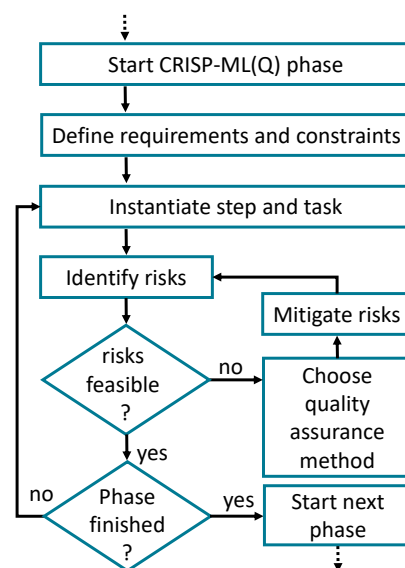 Start CRISP-ML(Q) phase
Define requirements and constraints
Instantiate step and task
Identify risks
Mitigate risks
risks
feasible
?
no
Choose
quality
assurance
method
yes
no
Phase
finished
?
yes
Start next
phase